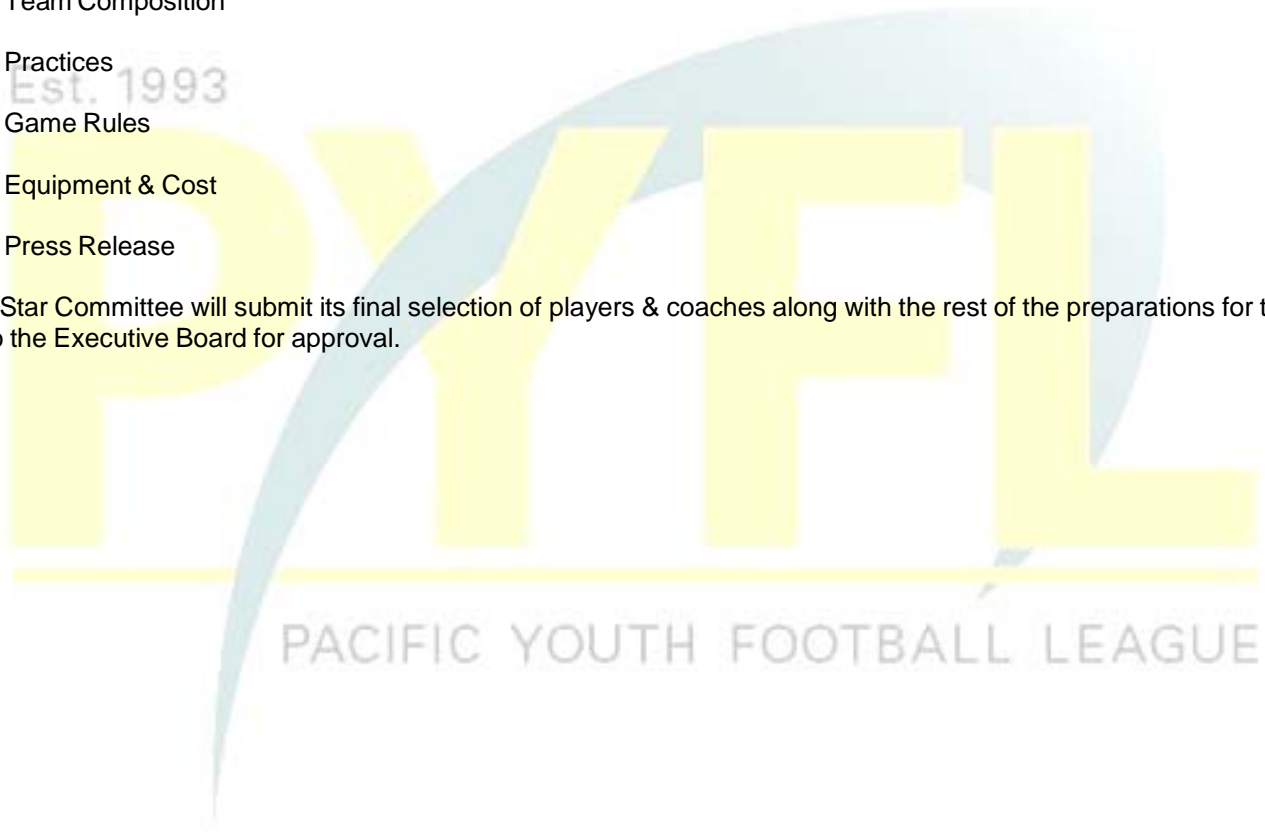 Team Composition
Practices
Est. 1993
Game Rules
Equipment & Cost
Press Release
Star Committee will submit its final selection of players & coaches along with the rest of the preparations for
the Executive Board for approval.
PYFL
PACIFIC YOUTH FOOTBALL LEAGUE